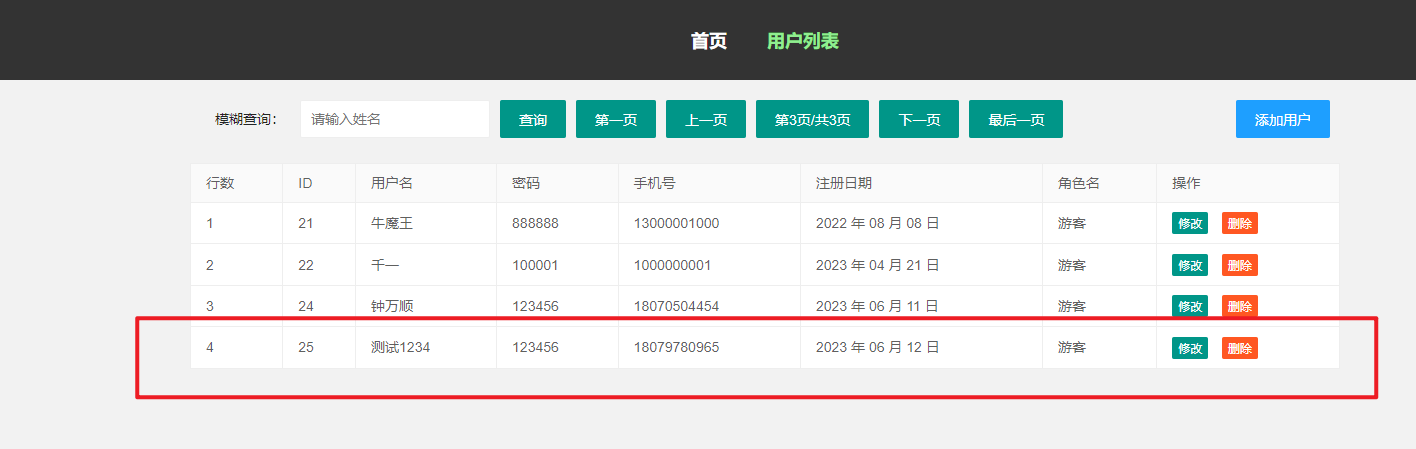 首页 用户列表
模糊查询: 请输入姓名 查询 第一页 上一页 第3页/共3页 下一页 最后一页 添加用户
行数 ID 用户名 密码 手机号 注册日期 角色名 操作
1 21 牛魔王 888888 13000001000 2022 年 08 月 08 日 游客 修改 删除
2 22 千一 100001 1000000001 2023 年 04 月 21 日 游客 修改 删除
3 24 钟万顺 123456 18070504454 2023 年 06 月 11 日 游客 修改 删除
4 25 测试1234 123456 18079780965 2023 年 06 月 12 日 游客 修改 删除